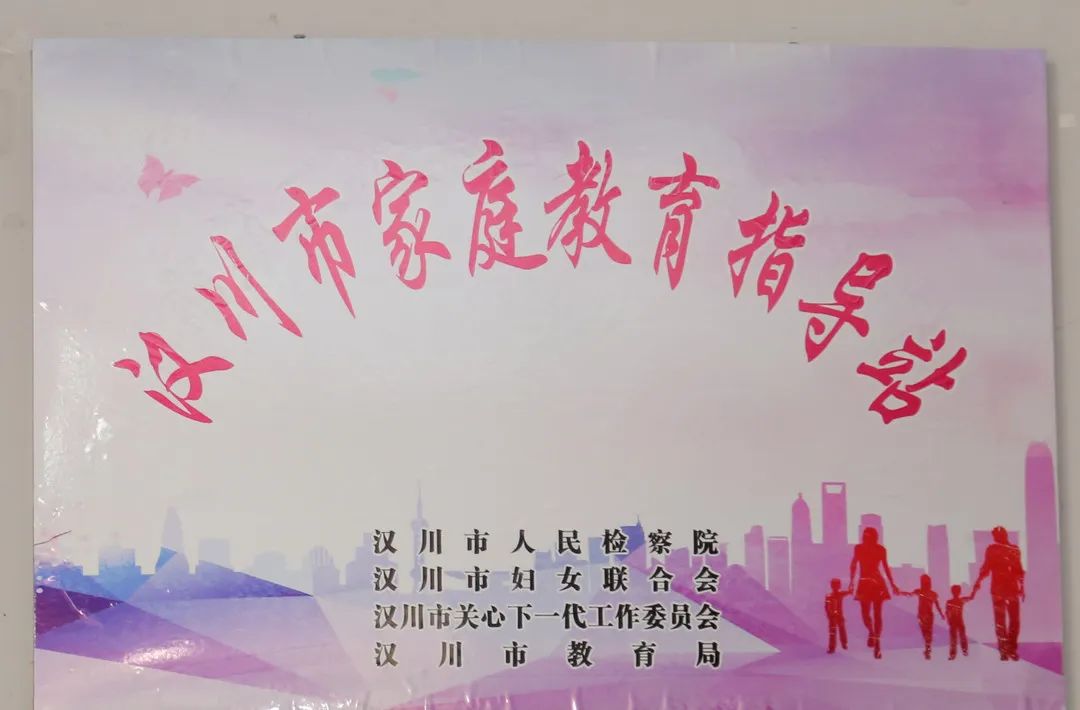 汉川市家庭教育指导站
汉川市人民检察院
汉川市妇女联合会
汉川市关心下一代工作委员会
汉川市教育局